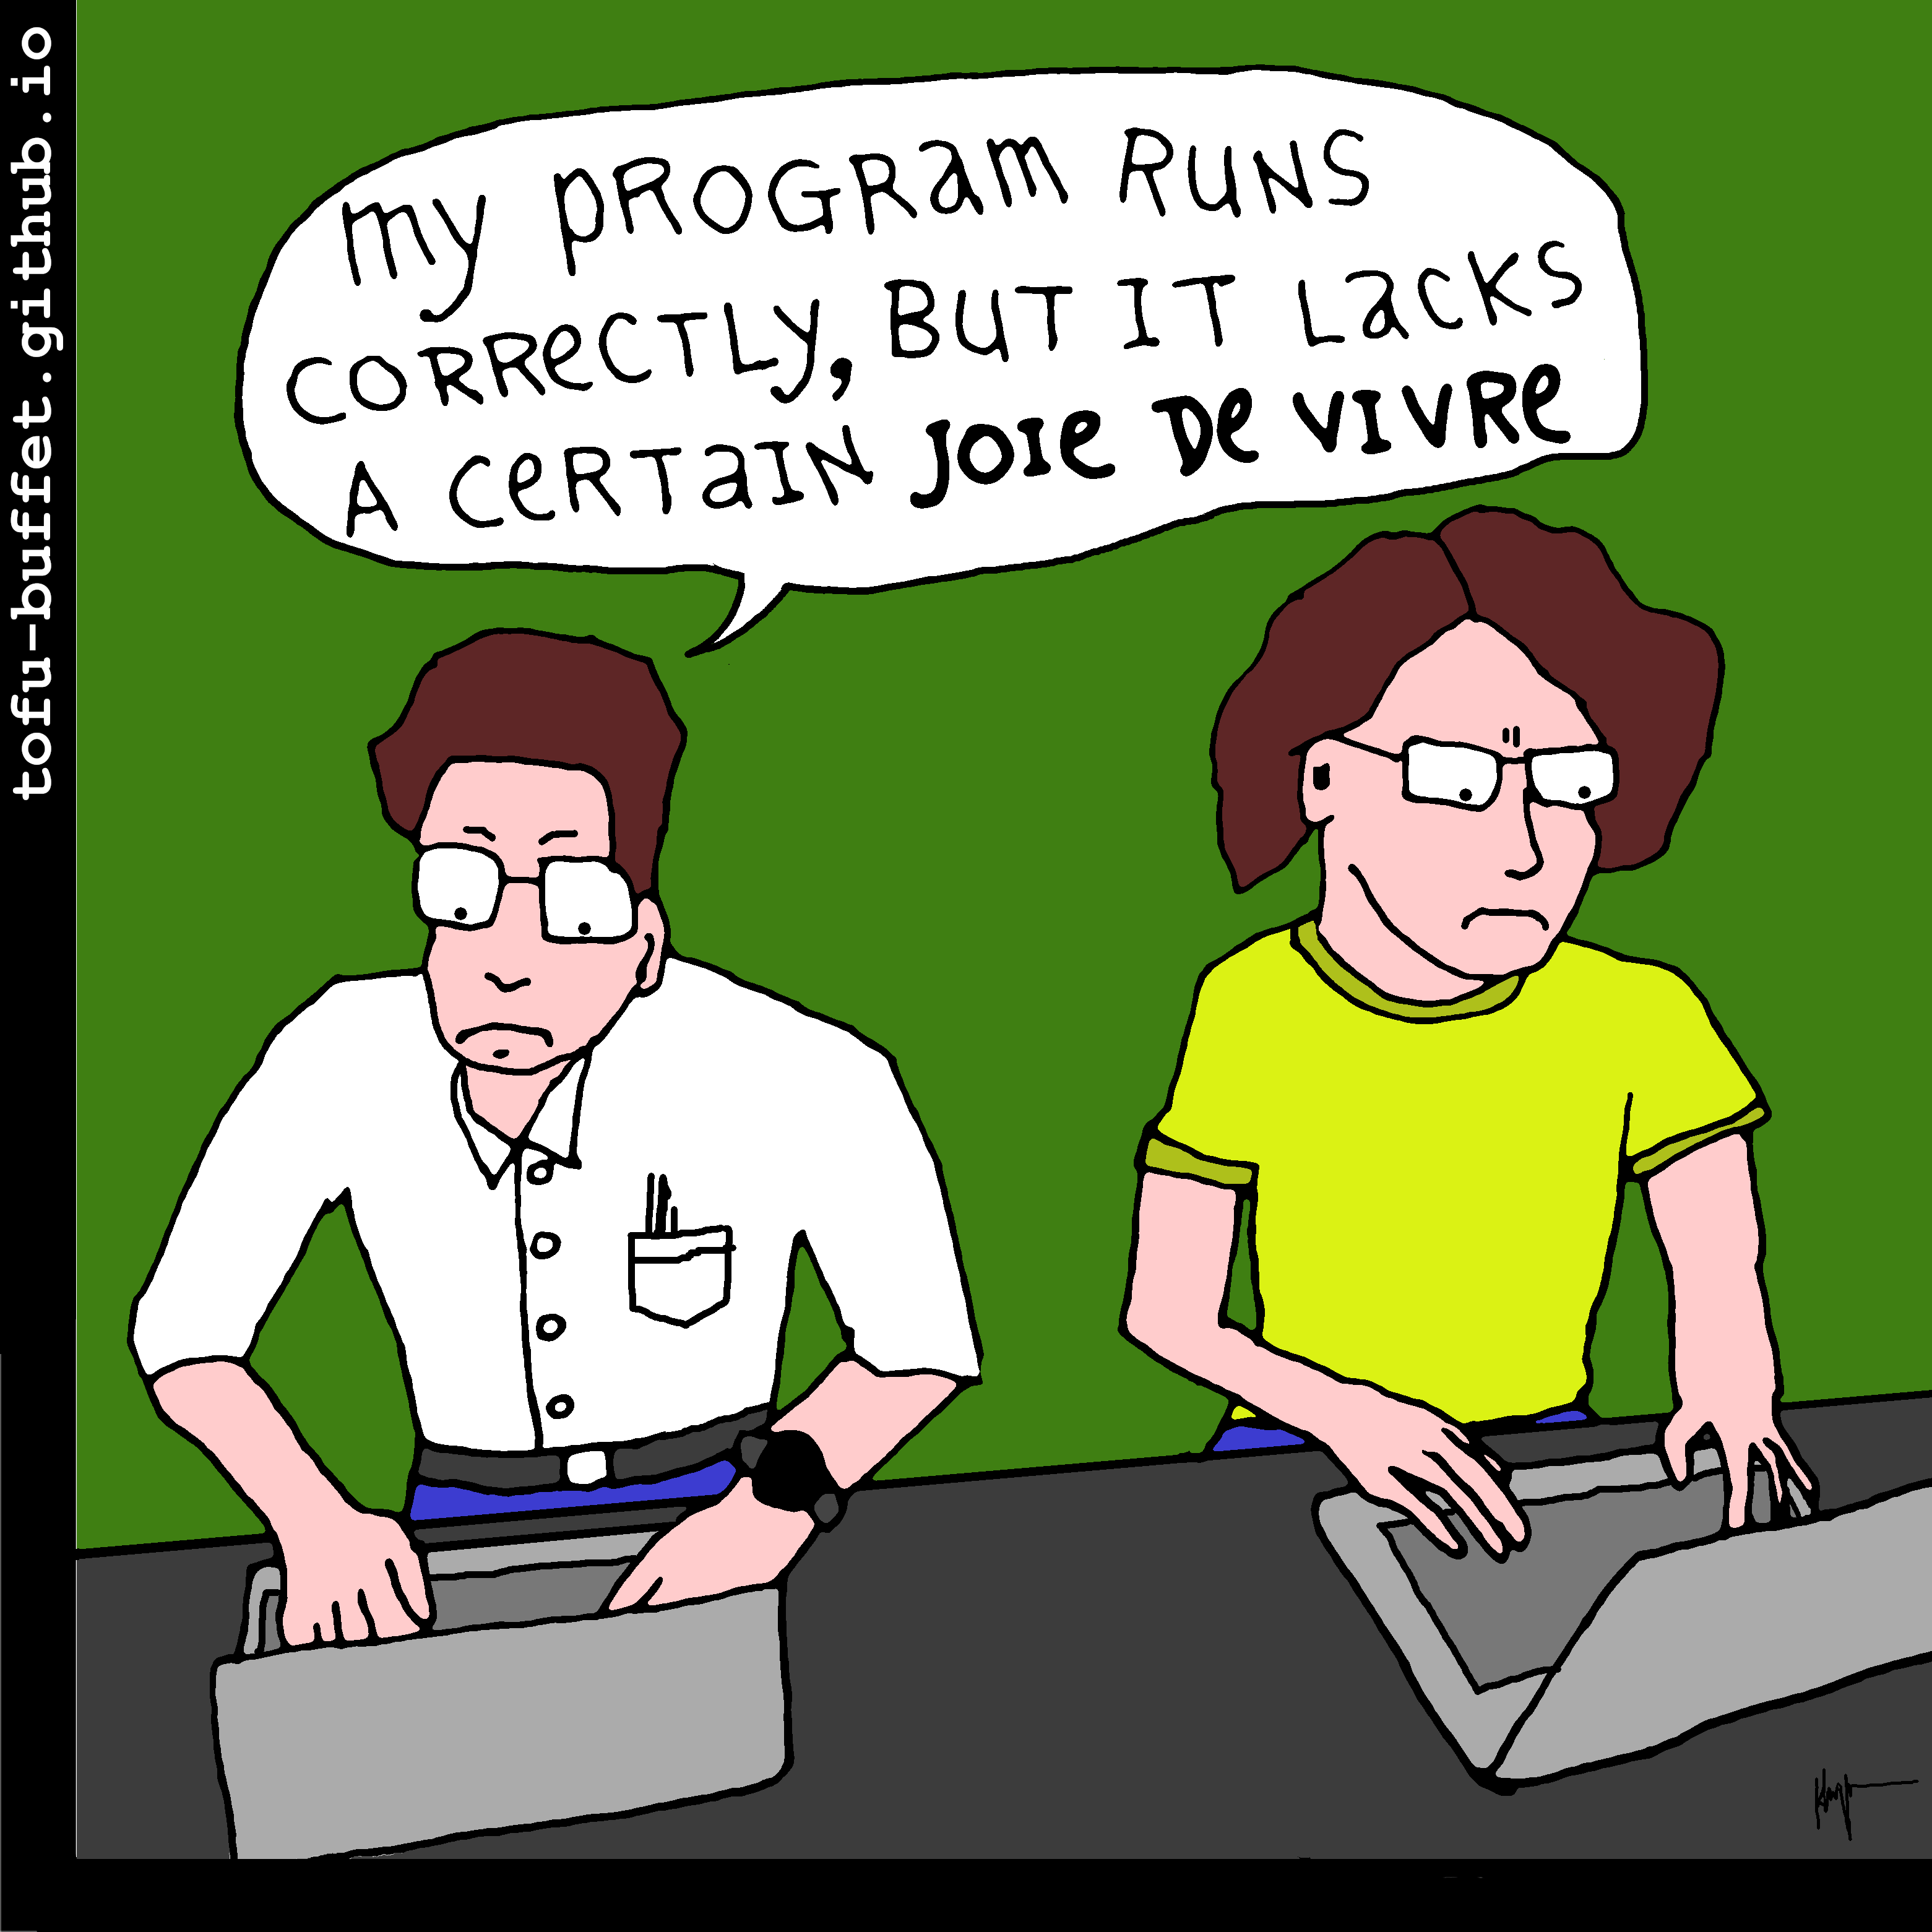 tofu-buffet.github.io
my PROGRam RUNS
CORRecTLy, BUT IT LacKS
A ceRTaIN JOIe De VIVRe